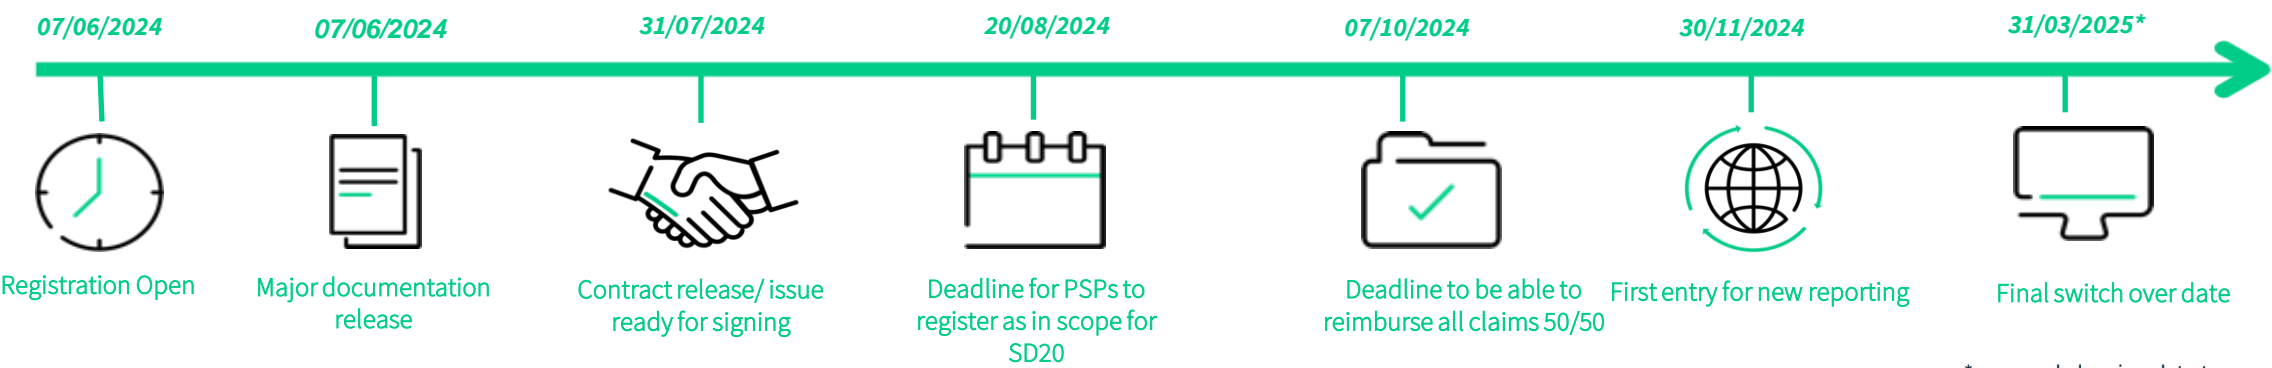 07/06/2024
07/06/2024
31/07/2024
20/08/2024
07/10/2024
30/11/2024
31/03/2025*
Registration Open
Major documentation
release
Contract release/ issue
ready for signing
Deadline for PSPs to
register as in scope for
SD20
Deadline to be able to
reimburse all claims 50/50
First entry for new reporting
Final switch over date